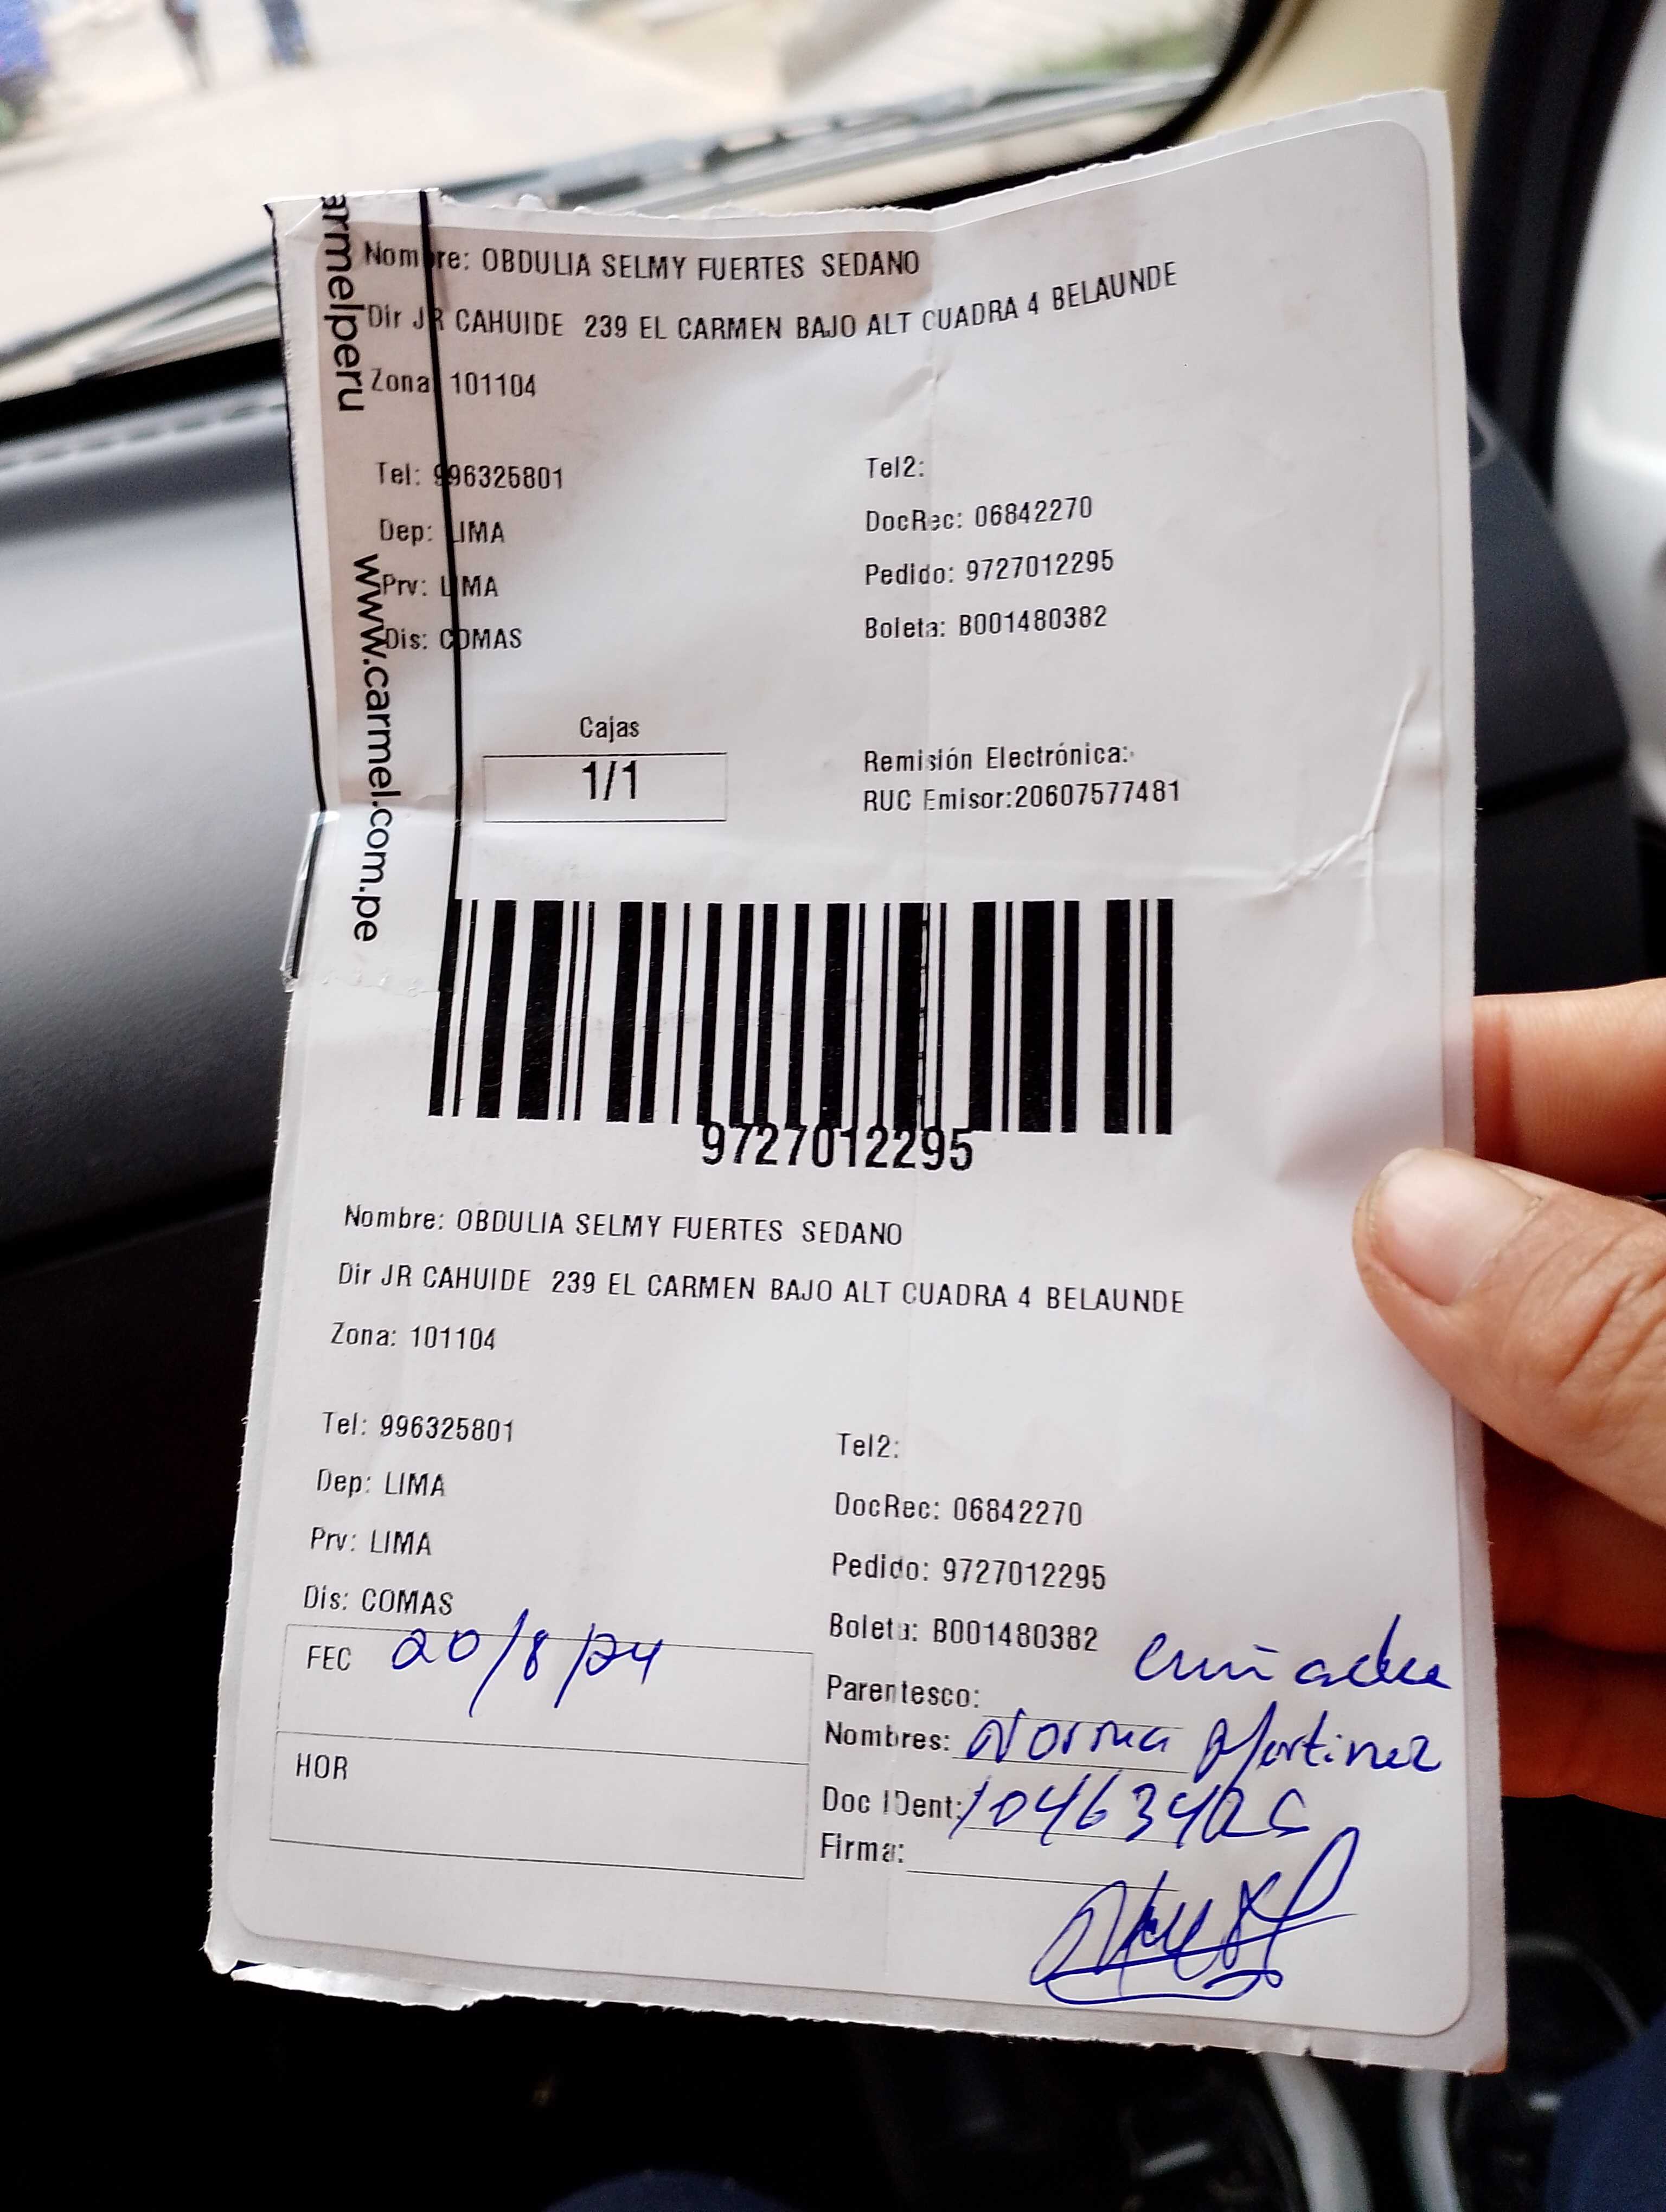 armelperu
www.carmel.com.pe
Nombre: OBDULIA SELMY FUERTES SEDANO
Dir JR CAHUIDE 239 EL CARMEN BAJO ALT CUADRA 4 BELAUNDE
Zona: 101104
Tel: 996325801
Tel2:
Dep: LIMA
DocRec: 06842270
Prv: LIMA
Pedido: 9727012295
Dis: COMAS
Boleta: B001480382
Cajas
1/1
Remisión Electrónica:
RUC Emisor:20607577481
9727012295
Nombre: OBDULIA SELMY FUERTES SEDANO
Dir JR CAHUIDE 239 EL CARMEN BAJO ALT CUADRA 4 BELAUNDE
Zona: 101104
Tel: 996325801
Tel2:
Dep: LIMA
DocRec: 06842270
Prv: LIMA
Pedido: 9727012295
Dis: COMAS
Boleta: B001480382
FEC 20/8/24
Parentesco: cuñada
Nombres: Norma Martinez
HOR
Doc IDent:
Firma: